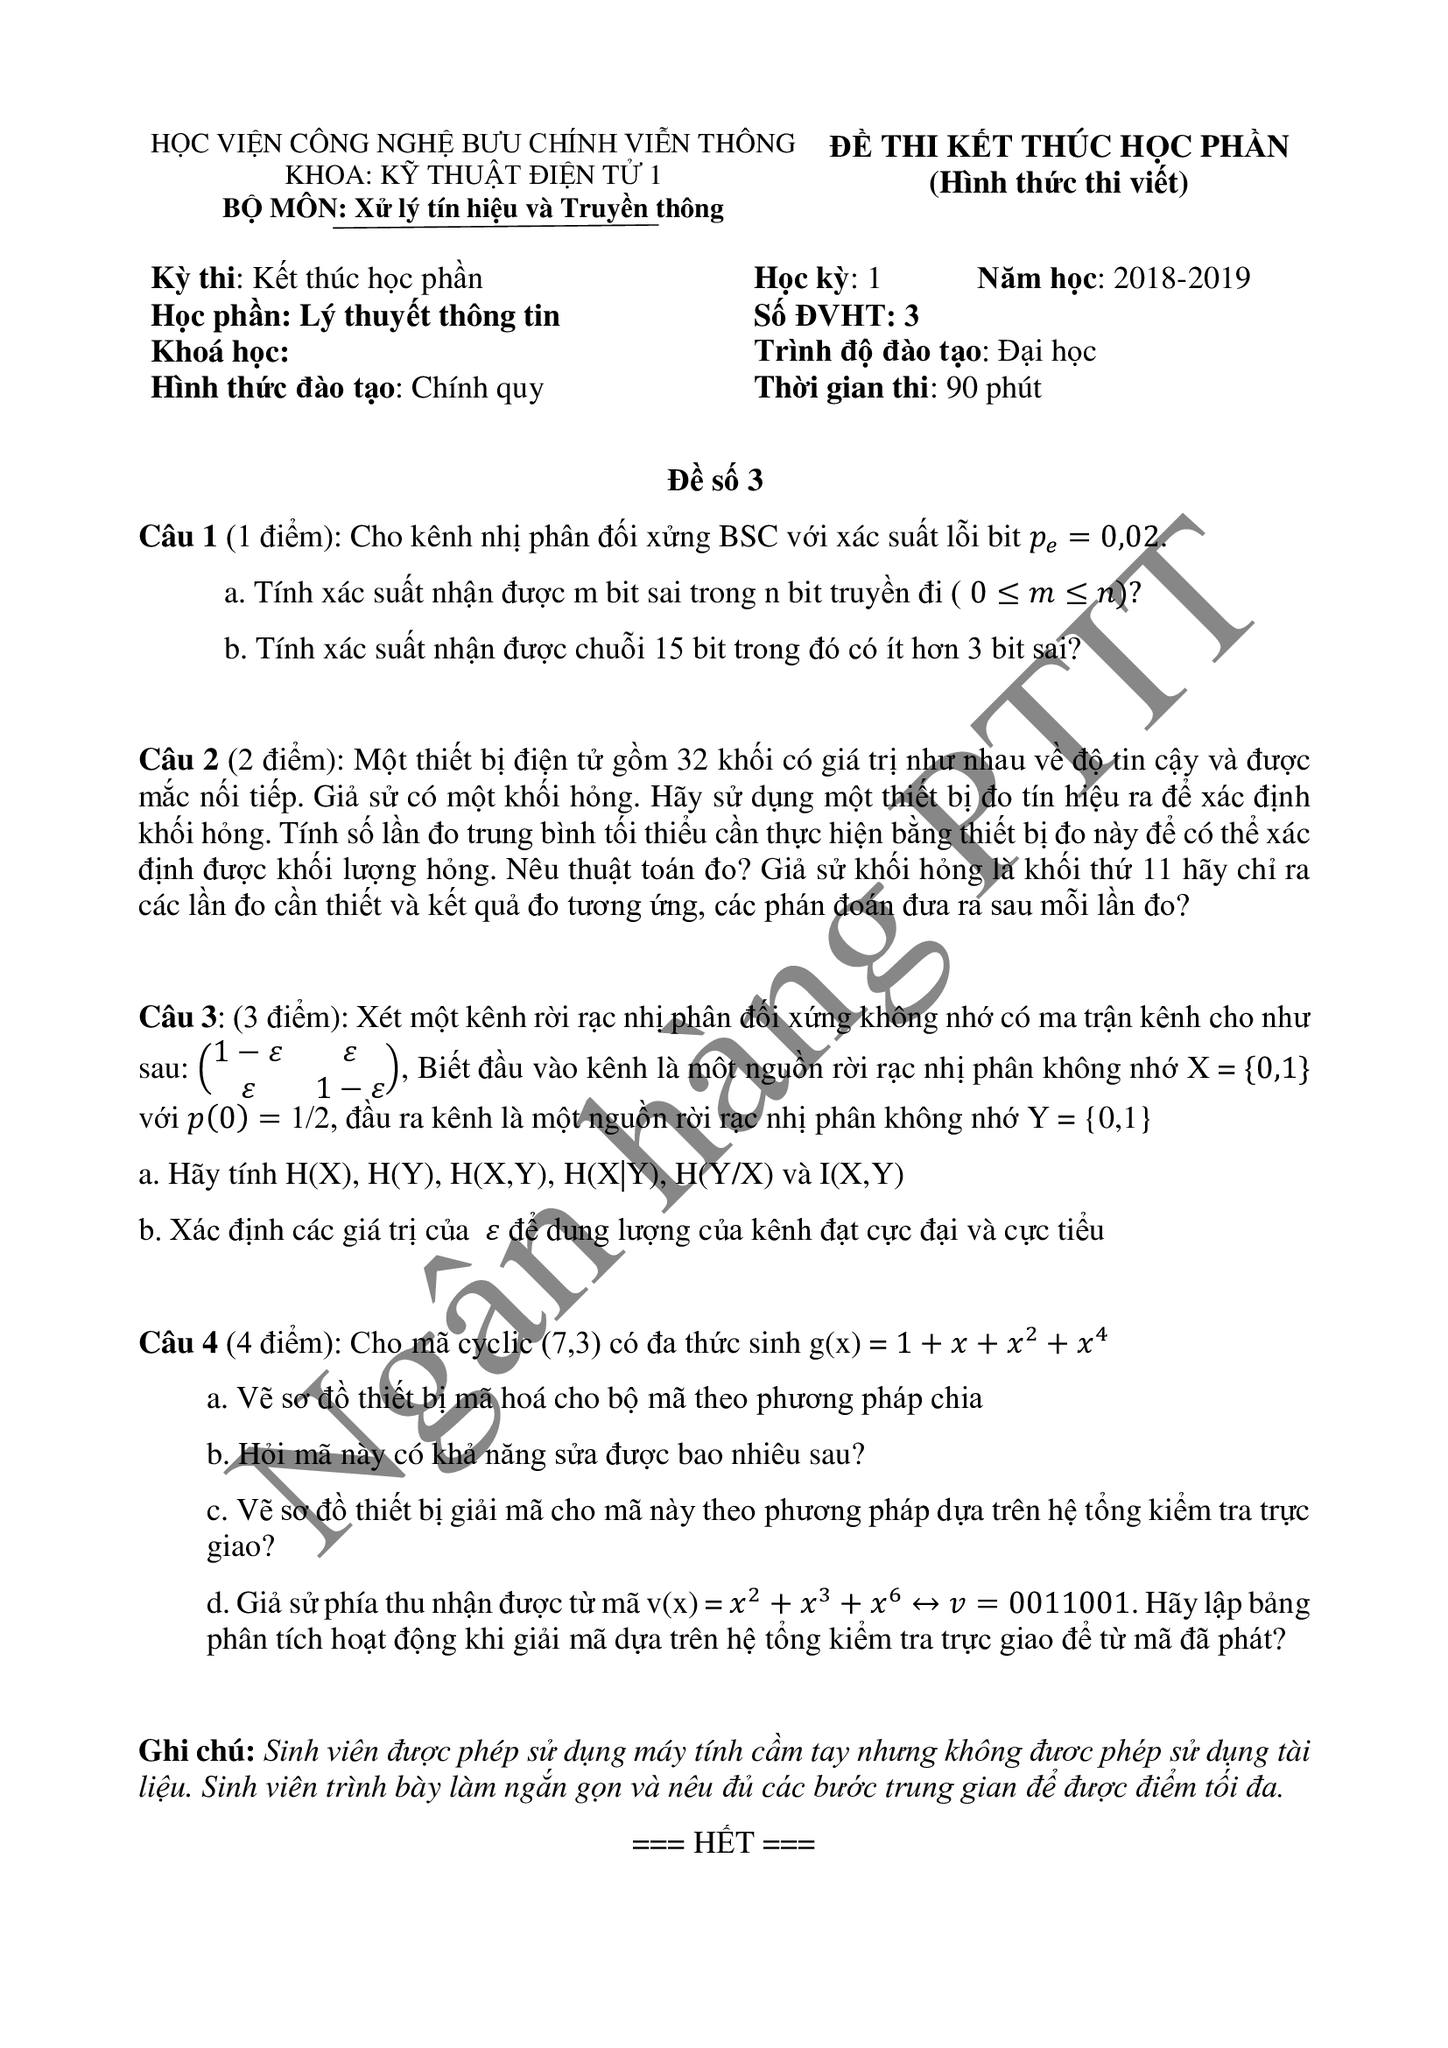 HỌC VIỆN CÔNG NGHỆ BƯU CHÍNH VIỄN THÔNG
KHOA: KỸ THUẬT ĐIỆN TỬ 1
BỘ MÔN: Xử lý tín hiệu và Truyền thông
ĐỀ THI KẾT THÚC HỌC PHẦN
(Hình thức thi viết)
Kỳ thi: Kết thúc học phần
Học kỳ: 1 Năm học: 2018-2019
Học phần: Lý thuyết thông tin
Số ĐVHT: 3
Khoá học:
Trình độ đào tạo: Đại học
Hình thức đào tạo: Chính quy
Thời gian thi: 90 phút
Đề số 3
Câu 1 (1 điểm): Cho kênh nhị phân đối xửng BSC với xác suất lỗi bit pₑ = 0,02.
a. Tính xác suất nhận được m bit sai trong n bit truyền đi ( 0 ≤ m ≤ n)?
b. Tính xác suất nhận được chuỗi 15 bit trong đó có ít hơn 3 bit sai?
Câu 2 (2 điểm): Một thiết bị điện tử gồm 32 khối có giá trị như nhau về độ tin cậy và được
mắc nối tiếp. Giả sử có một khối hỏng. Hãy sử dụng một thiết bị đo tín hiệu ra để xác định
khối hỏng. Tính số lần đo trung bình tối thiểu cần thực hiện bằng thiết bị đo này để có thể xác
định được khối lượng hỏng. Nêu thuật toán đo? Giả sử khối hỏng là khối thứ 11 hãy chỉ ra
các lần đo cần thiết và kết quả đo tương ứng, các phán đoán đưa ra sau mỗi lần đo?
Câu 3: (3 điểm): Xét một kênh rời rạc nhị phân đối xứng không nhớ có ma trận kênh cho như
sau: (1 − ε ε
ε 1 − ε), Biết đầu vào kênh là một nguồn rời rạc nhị phân không nhớ X = {0,1}
với p(0) = 1/2, đầu ra kênh là một nguồn rời rạc nhị phân không nhớ Y = {0,1}
a. Hãy tính H(X), H(Y), H(X,Y), H(X|Y), H(Y/X) và I(X,Y)
b. Xác định các giá trị của ε để dung lượng của kênh đạt cực đại và cực tiểu
Câu 4 (4 điểm): Cho mã cyclic (7,3) có đa thức sinh g(x) = 1 + x + x² + x⁴
a. Vẽ sơ đồ thiết bị mã hoá cho bộ mã theo phương pháp chia
b. Hỏi mã này có khả năng sửa được bao nhiêu sau?
c. Vẽ sơ đồ thiết bị giải mã cho mã này theo phương pháp dựa trên hệ tổng kiểm tra trực
giao?
d. Giả sử phía thu nhận được từ mã v(x) = x² + x³ + x⁶ ↔ v = 0011001. Hãy lập bảng
phân tích hoạt động khi giải mã dựa trên hệ tổng kiểm tra trực giao để từ mã đã phát?
Ghi chú: Sinh viên được phép sử dụng máy tính cầm tay nhưng không đươc phép sử dụng tài
liệu. Sinh viên trình bày làm ngắn gọn và nêu đủ các bước trung gian để được điểm tối đa.
=== HẾT ===
Ngân hàng PTIT